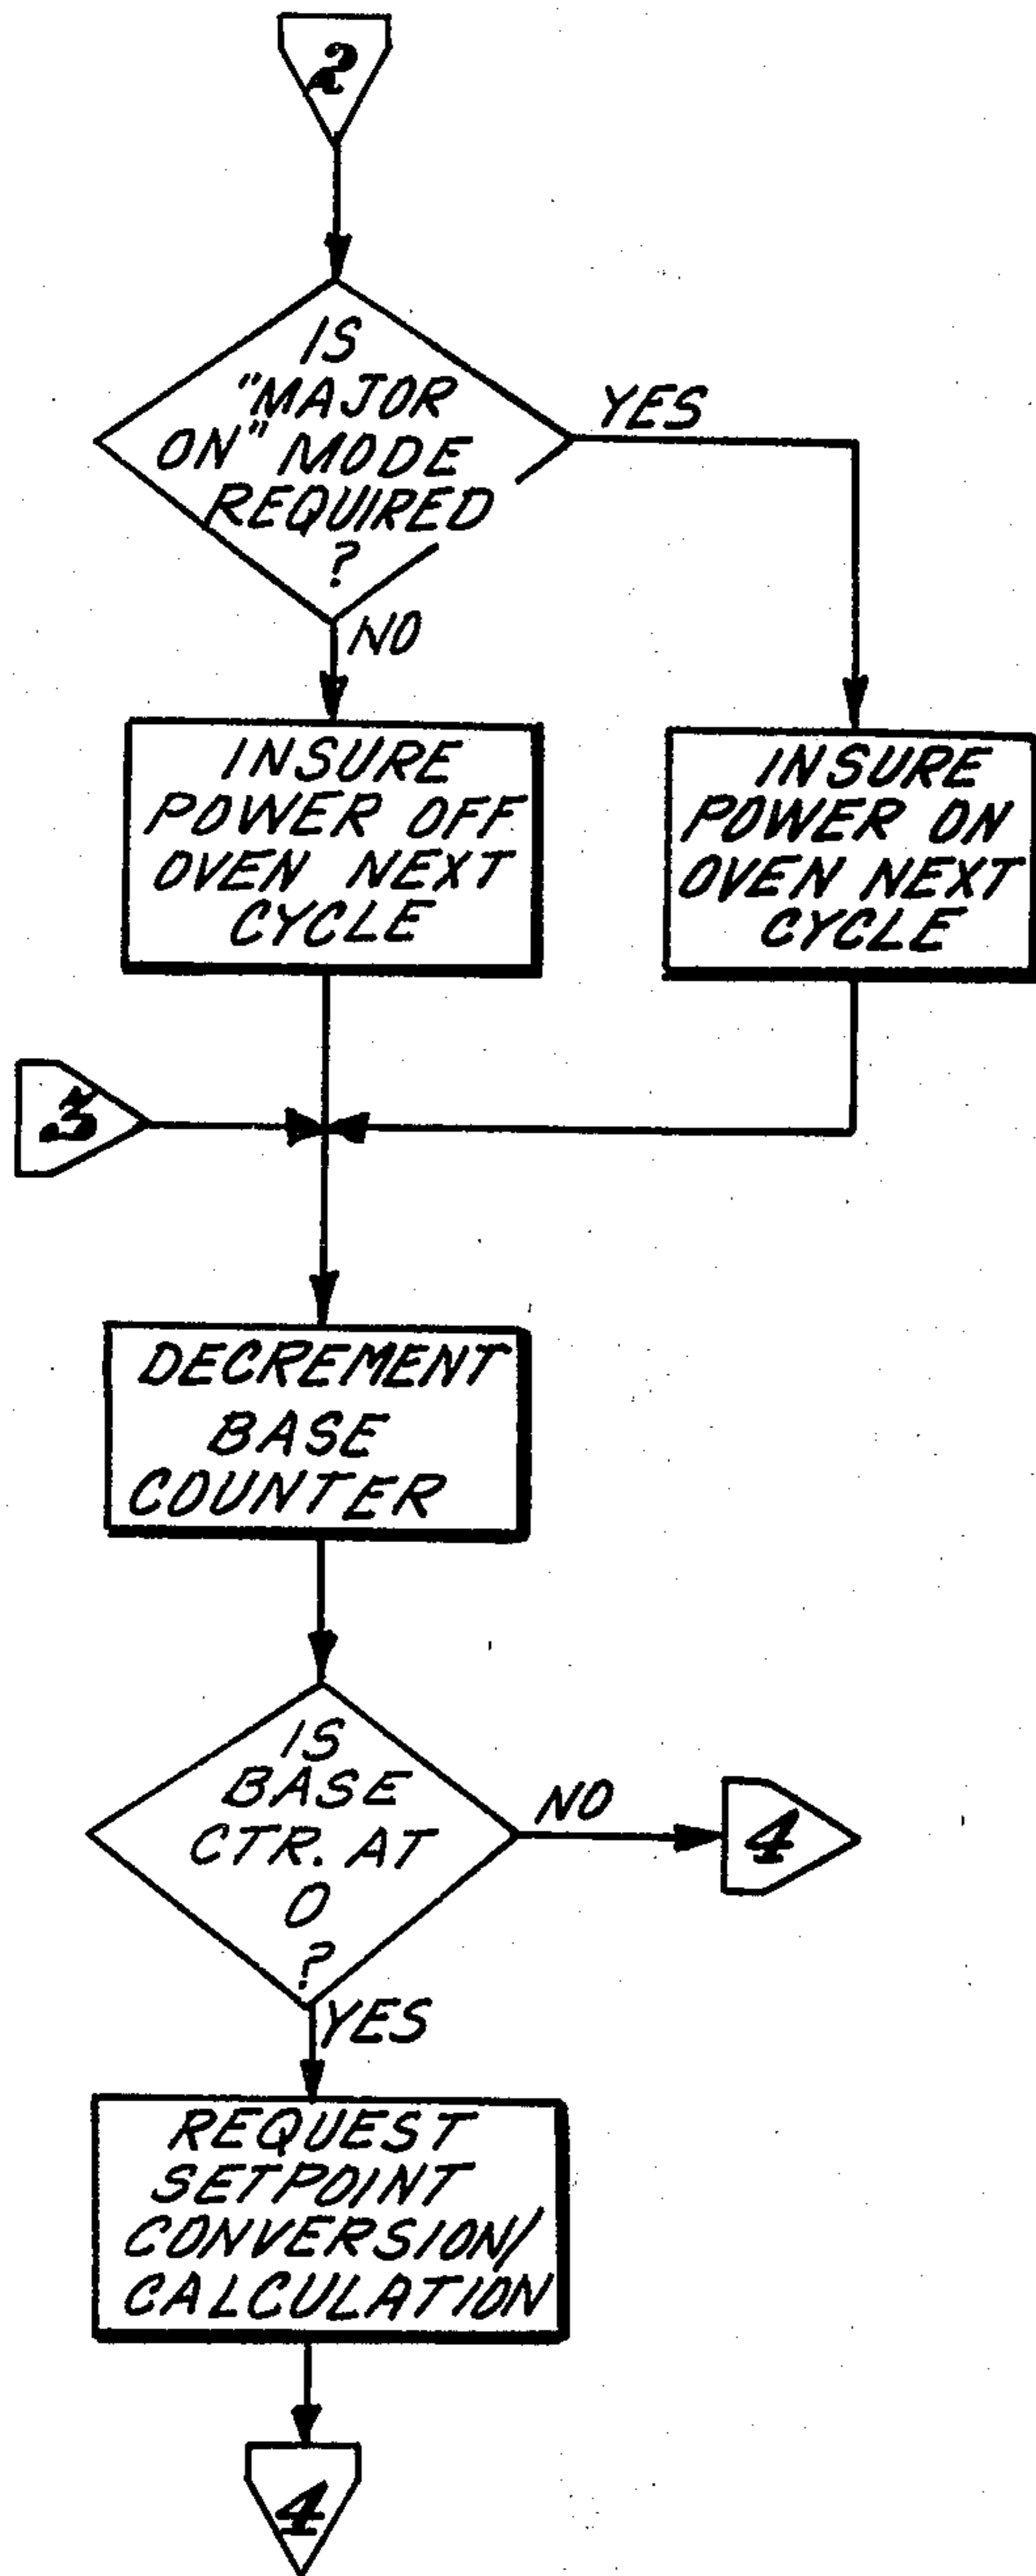 2
IS
"MAJOR
ON" MODE
REQUIRED
?
YES
NO
INSURE
POWER OFF
OVEN NEXT
CYCLE
INSURE
POWER ON
OVEN NEXT
CYCLE
3
DECREMENT
BASE
COUNTER
IS
BASE
CTR. AT
0
?
NO
4
YES
REQUEST
SETPOINT
CONVERSION/
CALCULATION
4